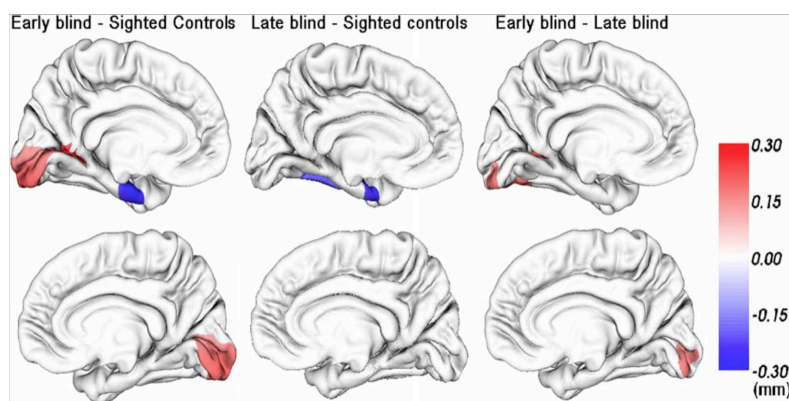 Early blind - Sighted Controls
Late blind - Sighted controls
Early blind - Late blind
0.30
0.15
0.00
-0.15
-0.30
(mm)